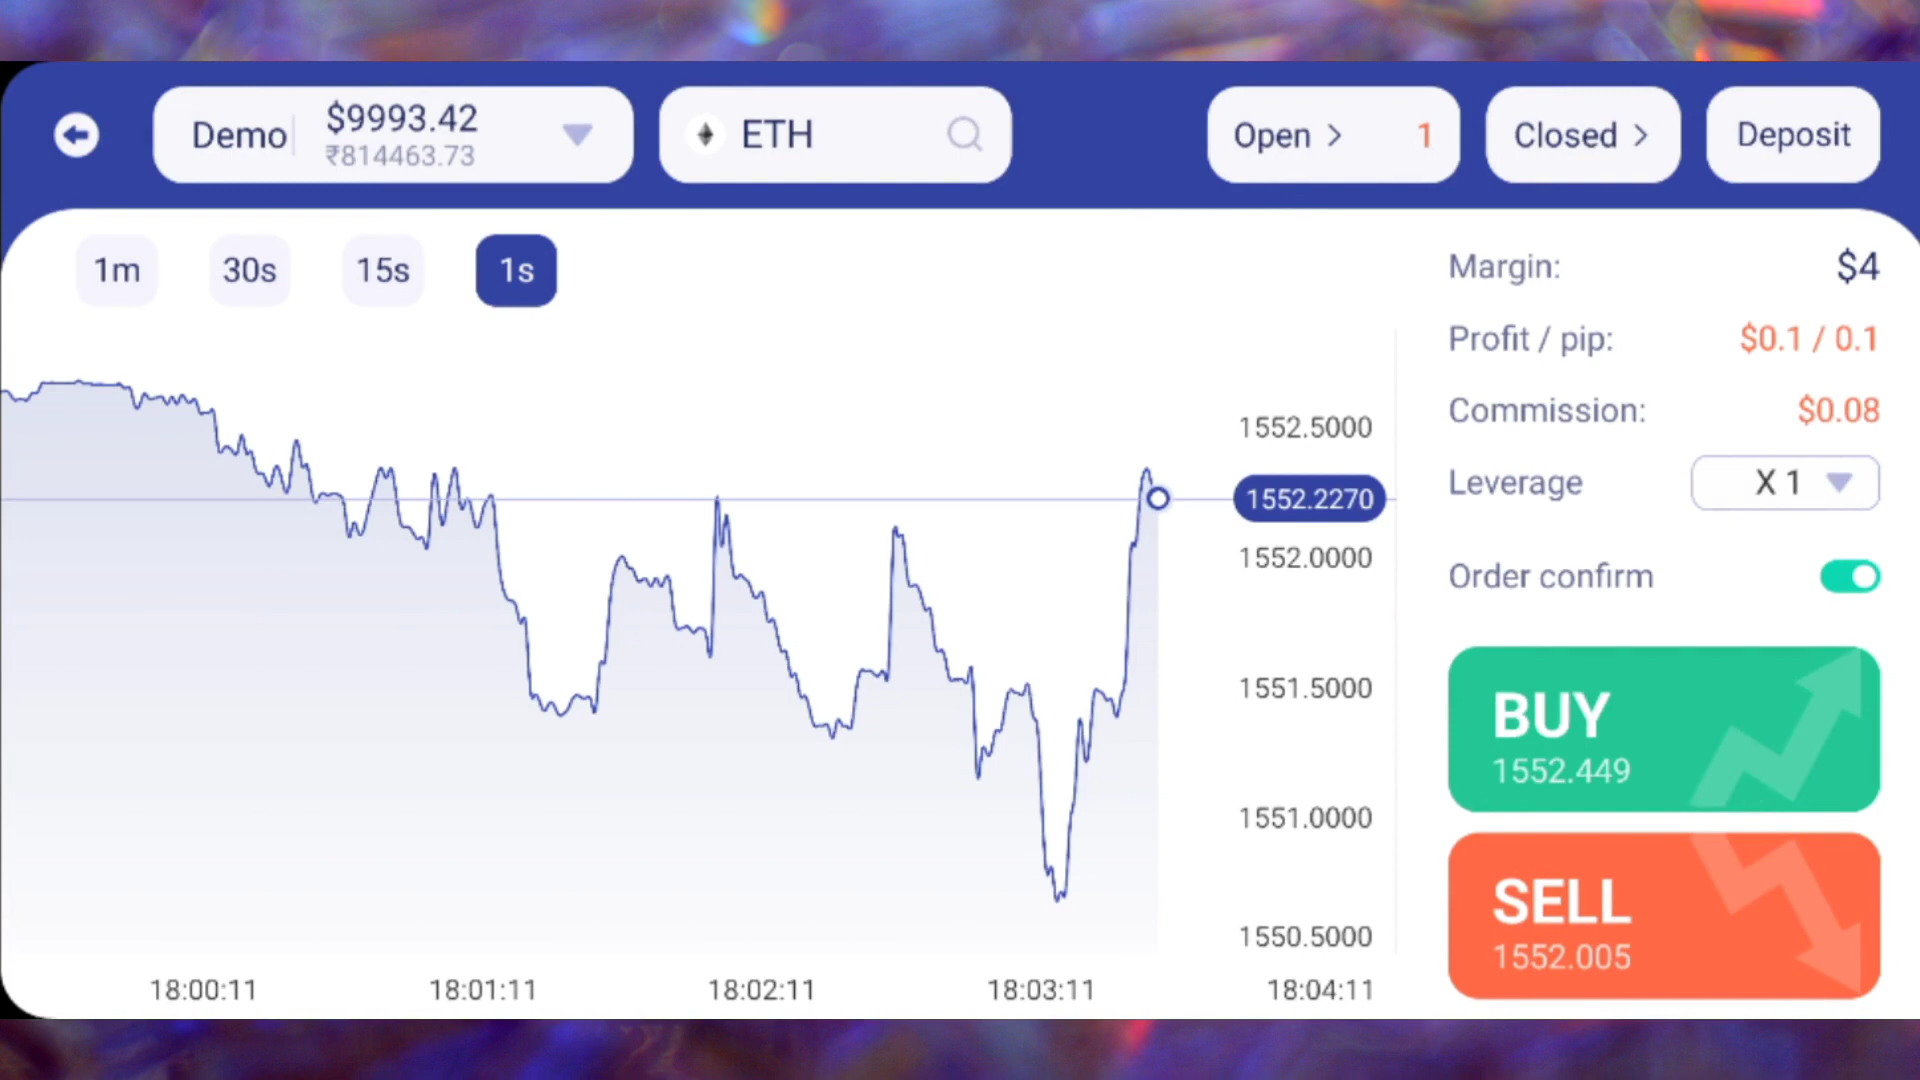 Demo $9993.42
₹814463.73
ETH
Open > 1
Closed >
Deposit
1m 30s 15s 1s
1552.5000
1552.2270
1552.0000
1551.5000
1551.0000
1550.5000
18:00:11 18:01:11 18:02:11 18:03:11 18:04:11
Margin: $4
Profit / pip: $0.1 / 0.1
Commission: $0.08
Leverage X 1
Order confirm
BUY
1552.449
SELL
1552.005